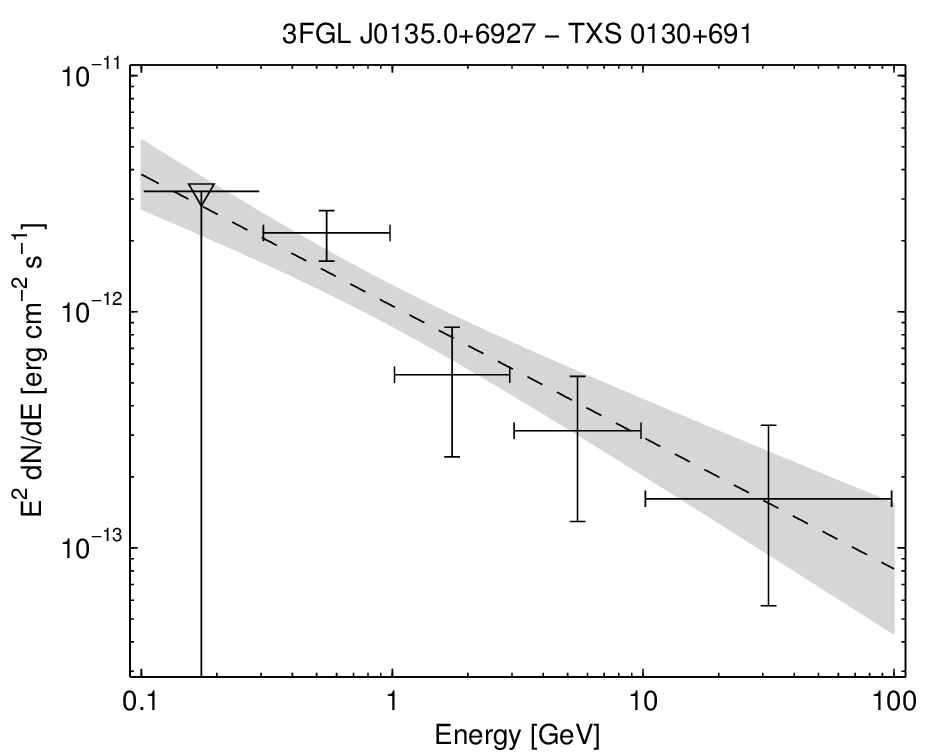 3FGL J0135.0+6927 − TXS 0130+691
10⁻¹¹
10⁻¹²
10⁻¹³
E² dN/dE [erg cm⁻² s⁻¹]
0.1 1 10 100
Energy [GeV]